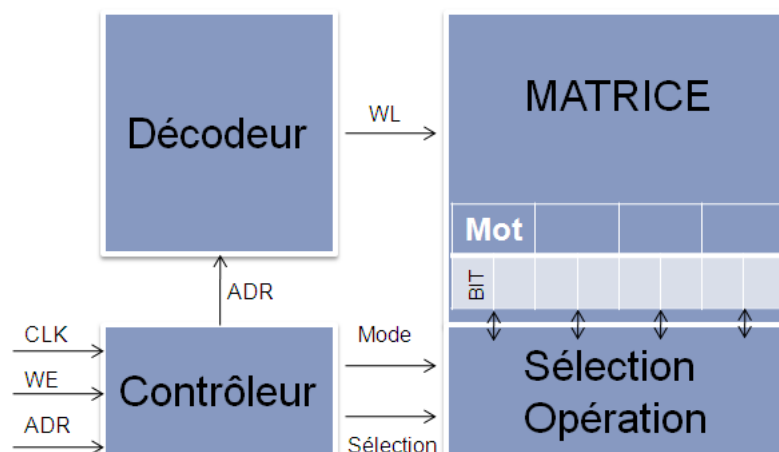 Décodeur
WL
MATRICE
Mot
BIT
ADR
CLK
WE
ADR
Contrôleur
Mode
Sélection
Sélection
Opération